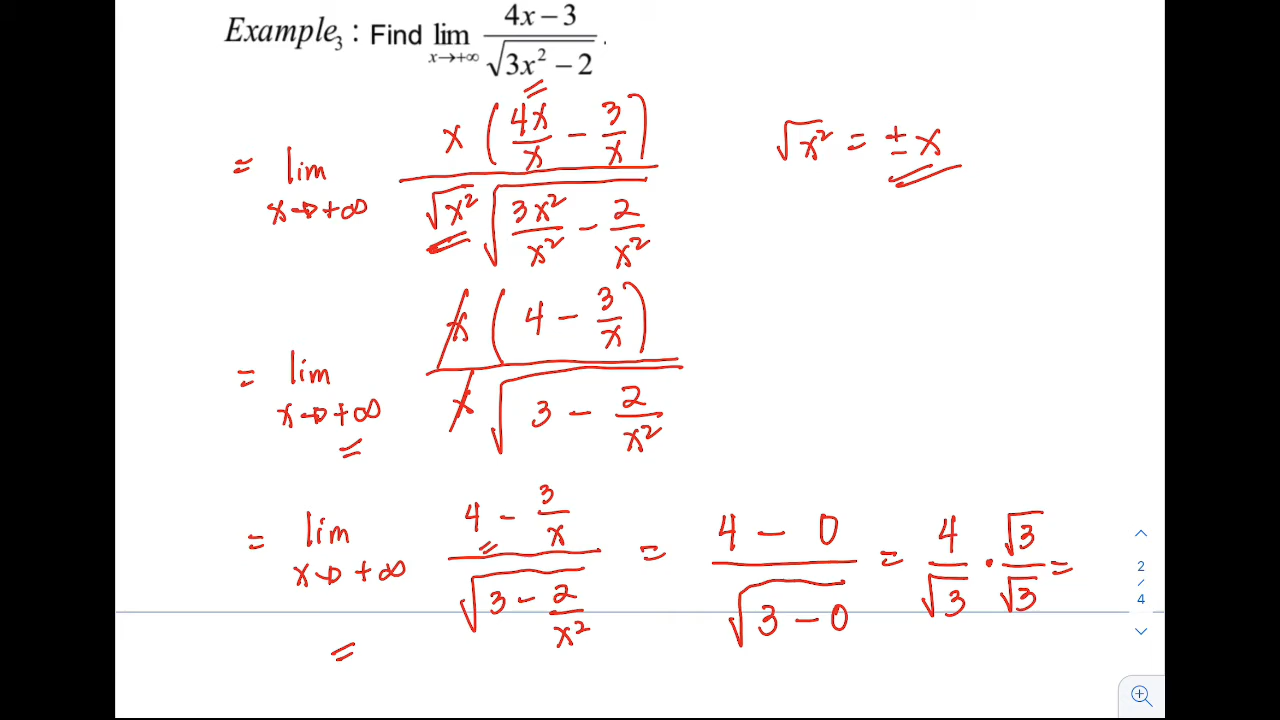 Example₃ : Find lim x→+∞ (4x − 3)/√(3x² − 2) .
= lim x→+∞ x (4x/x − 3/x) / (√x² √(3x²/x² − 2/x²))
√x² = ± x
= lim x→+∞ x (4 − 3/x) / (x √(3 − 2/x²))
= lim x→+∞ (4 − 3/x) / √(3 − 2/x²) = (4 − 0)/√(3 − 0) = 4/√3 · √3/√3 =
=
2
/
4